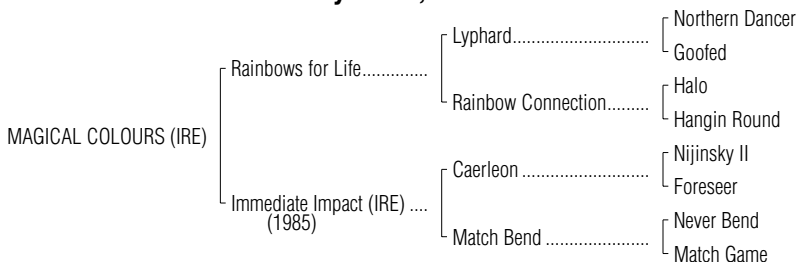 Northern Dancer
Lyphard.............................
Goofed
Rainbows for Life..............
Halo
Rainbow Connection.........
Hangin Round
MAGICAL COLOURS (IRE)
Nijinsky II
Caerleon ...........................
Foreseer
Immediate Impact (IRE) ....
(1985)
Never Bend
Match Bend ......................
Match Game